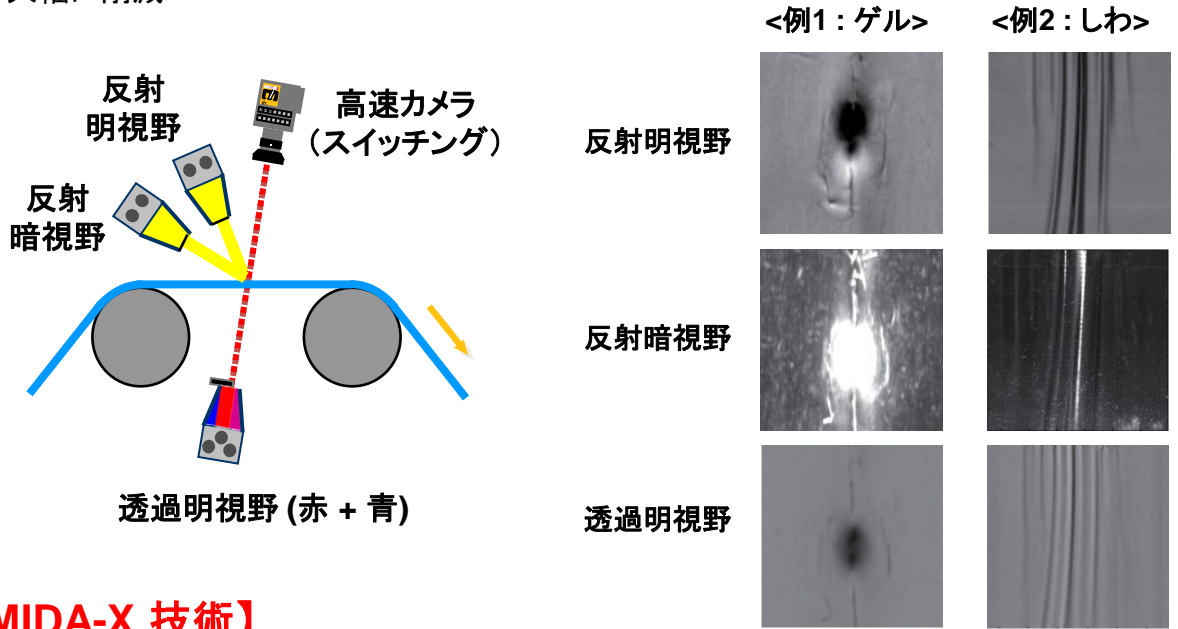 <例1 : ゲル>
<例2 : しわ>
反射
明視野
高速カメラ
（スイッチング）
反射明視野
反射
暗視野
反射暗視野
透過明視野 (赤 + 青)
透過明視野
MIDA-X 技術】